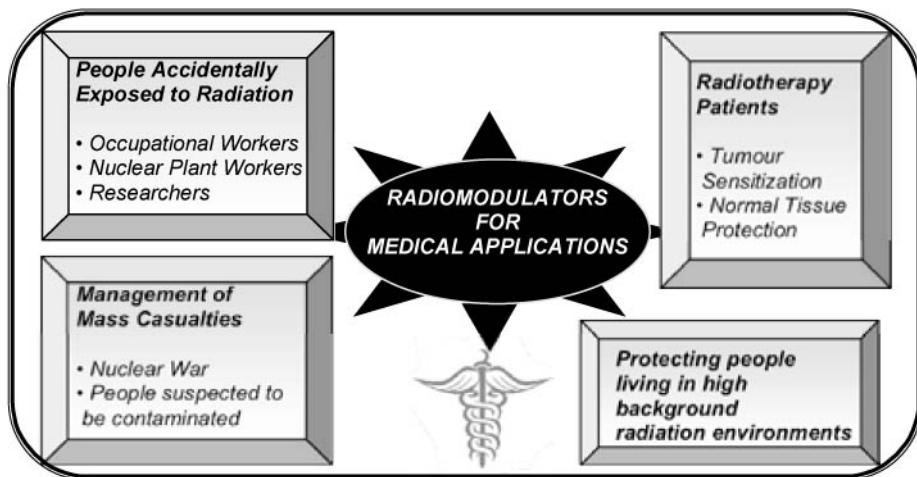 People Accidentally
Exposed to Radiation
• Occupational Workers
• Nuclear Plant Workers
• Researchers
Radiotherapy
Patients
• Tumour
Sensitization
• Normal Tissue
Protection
RADIOMODULATORS
FOR
MEDICAL APPLICATIONS
Management of
Mass Casualties
• Nuclear War
• People suspected to
be contaminated
Protecting people
living in high
background
radiation environments